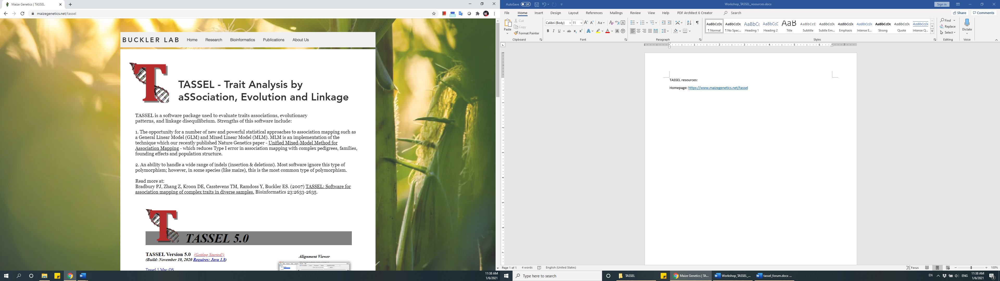 Maize Genetics | TASSEL
maizegenetics.net/tassel
BUCKLER LAB Home Research Bioinformatics Publications About Us
TASSEL - Trait Analysis by
aSSociation, Evolution and Linkage
TASSEL is a software package used to evaluate traits associations, evolutionary
patterns, and linkage disequilibrium. Strengths of this software include:
1. The opportunity for a number of new and powerful statistical approaches to association mapping such as
a General Linear Model (GLM) and Mixed Linear Model (MLM). MLM is an implementation of the
technique which our recently published Nature Genetics paper - Unified Mixed-Model Method for
Association Mapping - which reduces Type I error in association mapping with complex pedigrees, families,
founding effects and population structure.
2. An ability to handle a wide range of indels (insertion & deletions). Most software ignore this type of
polymorphism; however, in some species (like maize), this is the most common type of polymorphism.
Read more at:
Bradbury PJ, Zhang Z, Kroon DE, Casstevens TM, Ramdoss Y, Buckler ES. (2007) TASSEL: Software for
association mapping of complex traits in diverse samples. Bioinformatics 23:2633-2635.
TASSEL 5.0
TASSEL Version 5.0 (Getting Started!)
(Build: November 10, 2020 Requires: Java 1.8)
Alignment Viewer
Tassel 5 Mac OS
11:38 AM
1/6/2021
AutoSave Off
Workshop_TASSEL_resources.docx
Sign in
File Home Insert Design Layout References Mailings Review View Help PDF Architect 6 Creator Search
Share Comments
Paste
Cut
Copy
Format Painter
Clipboard
Calibri (Body) 11
Font
Paragraph
AaBbCcDc AaBbCcDc AaBbCc AaBbCcC AaB AaBbCcD AaBbCcDc AaBbCcDc AaBbCcDc AaBbCcDc AaBbCcDc AaBbCcDc
¶ Normal ¶ No Spac... Heading 1 Heading 2 Title Subtitle Subtle Em... Emphasis Intense E... Strong Quote Intense Q...
Styles
Find
Replace
Select
Editing
Dictate
Voice
TASSEL resources:
Homepage: https://www.maizegenetics.net/tassel
Page 1 of 1 4 words English (United States)
Focus
100%
Type here to search
TASSEL
Maize Genetics | TA...
Workshop_TASSEL_...
tassel_forum.docx ...
EN
ENG
11:38 AM
1/6/2021